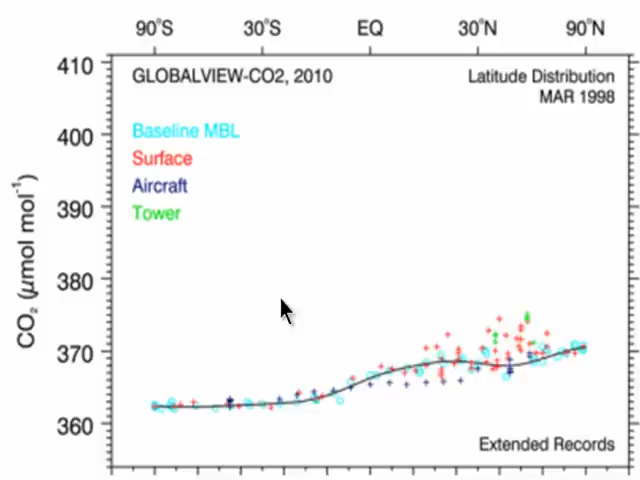 90°S 30°S EQ 30°N 90°N
410
GLOBALVIEW-CO2, 2010
Latitude Distribution
MAR 1998
400
Baseline MBL
Surface
Aircraft
Tower
390
380
370
360
CO₂ (μmol mol⁻¹)
Extended Records